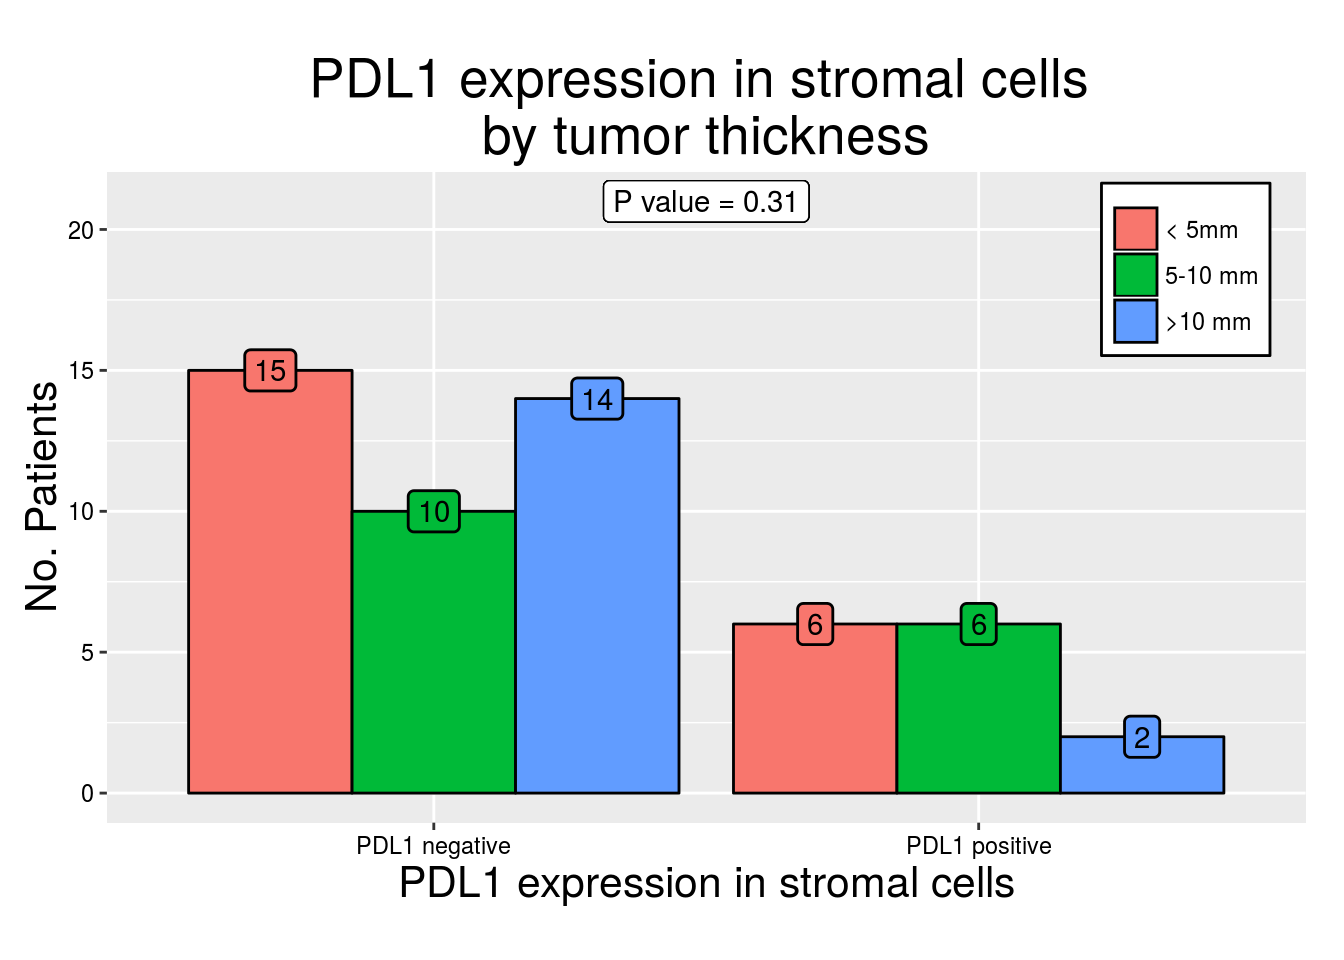 PDL1 expression in stromal cells
by tumor thickness
P value = 0.31
< 5mm
5-10 mm
>10 mm
No. Patients
20
15
10
5
0
15
10
14
6
6
2
PDL1 negative
PDL1 positive
PDL1 expression in stromal cells